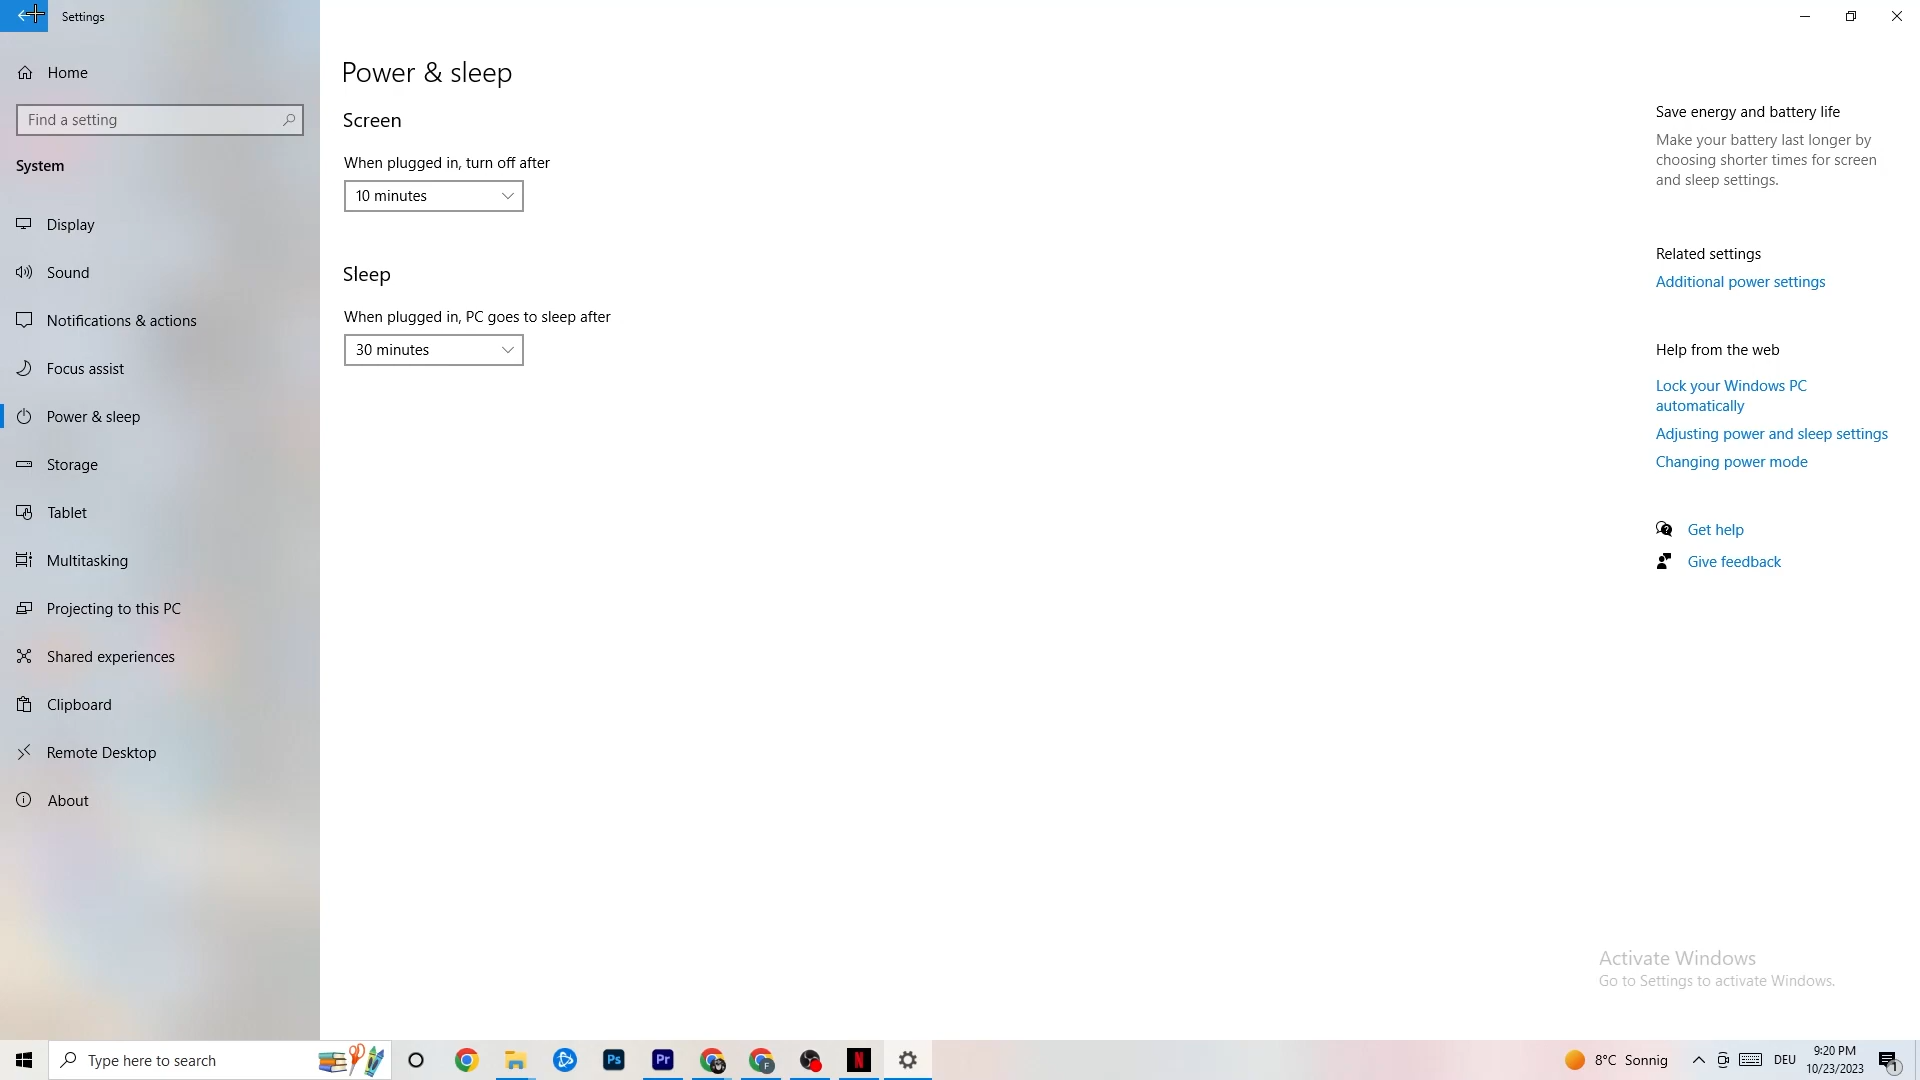 Settings
Home
Find a setting
System
Display
Sound
Notifications & actions
Focus assist
Power & sleep
Storage
Tablet
Multitasking
Projecting to this PC
Shared experiences
Clipboard
Remote Desktop
About
Power & sleep
Screen
When plugged in, turn off after
10 minutes
Sleep
When plugged in, PC goes to sleep after
30 minutes
Save energy and battery life
Make your battery last longer by
choosing shorter times for screen
and sleep settings.
Related settings
Additional power settings
Help from the web
Lock your Windows PC
automatically
Adjusting power and sleep settings
Changing power mode
Get help
Give feedback
Activate Windows
Go to Settings to activate Windows.
Type here to search
Ps
Pr
F
N
8°C Sonnig
DEU
9:20 PM
10/23/2023
1